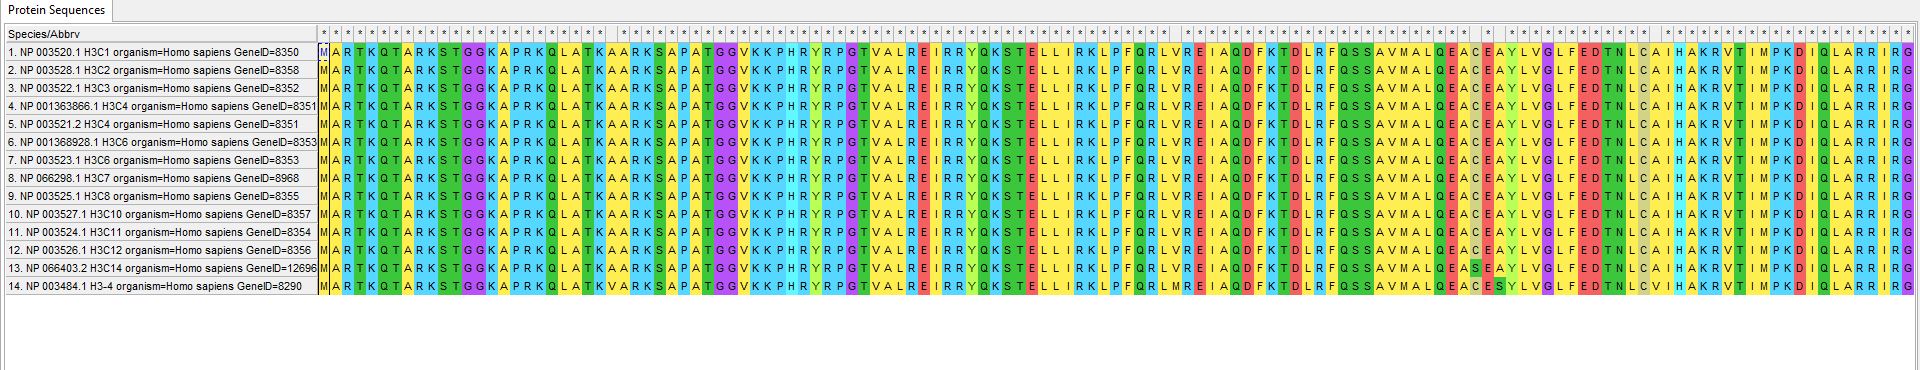 Protein Sequences
Species/Abbrv ************************ ********************************************** ************************ * ************ *********************
1. NP 003520.1 H3C1 organism=Homo sapiens GeneID=8350 MARTKQTARKSTGGKAPRKQLATKAARKSAPATGGVKKPHRYRPGTVALREIRRYQKSTELLIRKLPFQRLVREIAQDFKTDLRFQSSAVMALQEACEAYLVGLFEDTNLCAIHAKRVTIMPKDIQLARRIRG
2. NP 003528.1 H3C2 organism=Homo sapiens GeneID=8358 MARTKQTARKSTGGKAPRKQLATKAARKSAPATGGVKKPHRYRPGTVALREIRRYQKSTELLIRKLPFQRLVREIAQDFKTDLRFQSSAVMALQEACEAYLVGLFEDTNLCAIHAKRVTIMPKDIQLARRIRG
3. NP 003522.1 H3C3 organism=Homo sapiens GeneID=8352 MARTKQTARKSTGGKAPRKQLATKAARKSAPATGGVKKPHRYRPGTVALREIRRYQKSTELLIRKLPFQRLVREIAQDFKTDLRFQSSAVMALQEACEAYLVGLFEDTNLCAIHAKRVTIMPKDIQLARRIRG
4. NP 001363866.1 H3C4 organism=Homo sapiens GeneID=8351 MARTKQTARKSTGGKAPRKQLATKAARKSAPATGGVKKPHRYRPGTVALREIRRYQKSTELLIRKLPFQRLVREIAQDFKTDLRFQSSAVMALQEACEAYLVGLFEDTNLCAIHAKRVTIMPKDIQLARRIRG
5. NP 003521.2 H3C4 organism=Homo sapiens GeneID=8351 MARTKQTARKSTGGKAPRKQLATKAARKSAPATGGVKKPHRYRPGTVALREIRRYQKSTELLIRKLPFQRLVREIAQDFKTDLRFQSSAVMALQEACEAYLVGLFEDTNLCAIHAKRVTIMPKDIQLARRIRG
6. NP 001368928.1 H3C6 organism=Homo sapiens GeneID=8353 MARTKQTARKSTGGKAPRKQLATKAARKSAPATGGVKKPHRYRPGTVALREIRRYQKSTELLIRKLPFQRLVREIAQDFKTDLRFQSSAVMALQEACEAYLVGLFEDTNLCAIHAKRVTIMPKDIQLARRIRG
7. NP 003523.1 H3C6 organism=Homo sapiens GeneID=8353 MARTKQTARKSTGGKAPRKQLATKAARKSAPATGGVKKPHRYRPGTVALREIRRYQKSTELLIRKLPFQRLVREIAQDFKTDLRFQSSAVMALQEACEAYLVGLFEDTNLCAIHAKRVTIMPKDIQLARRIRG
8. NP 066298.1 H3C7 organism=Homo sapiens GeneID=8968 MARTKQTARKSTGGKAPRKQLATKAARKSAPATGGVKKPHRYRPGTVALREIRRYQKSTELLIRKLPFQRLVREIAQDFKTDLRFQSSAVMALQEACEAYLVGLFEDTNLCAIHAKRVTIMPKDIQLARRIRG
9. NP 003525.1 H3C8 organism=Homo sapiens GeneID=8355 MARTKQTARKSTGGKAPRKQLATKAARKSAPATGGVKKPHRYRPGTVALREIRRYQKSTELLIRKLPFQRLVREIAQDFKTDLRFQSSAVMALQEACEAYLVGLFEDTNLCAIHAKRVTIMPKDIQLARRIRG
10. NP 003527.1 H3C10 organism=Homo sapiens GeneID=8357 MARTKQTARKSTGGKAPRKQLATKAARKSAPATGGVKKPHRYRPGTVALREIRRYQKSTELLIRKLPFQRLVREIAQDFKTDLRFQSSAVMALQEACEAYLVGLFEDTNLCAIHAKRVTIMPKDIQLARRIRG
11. NP 003524.1 H3C11 organism=Homo sapiens GeneID=8354 MARTKQTARKSTGGKAPRKQLATKAARKSAPATGGVKKPHRYRPGTVALREIRRYQKSTELLIRKLPFQRLVREIAQDFKTDLRFQSSAVMALQEACEAYLVGLFEDTNLCAIHAKRVTIMPKDIQLARRIRG
12. NP 003526.1 H3C12 organism=Homo sapiens GeneID=8356 MARTKQTARKSTGGKAPRKQLATKAARKSAPATGGVKKPHRYRPGTVALREIRRYQKSTELLIRKLPFQRLVREIAQDFKTDLRFQSSAVMALQEACEAYLVGLFEDTNLCAIHAKRVTIMPKDIQLARRIRG
13. NP 066403.2 H3C14 organism=Homo sapiens GeneID=12696 MARTKQTARKSTGGKAPRKQLATKAARKSAPATGGVKKPHRYRPGTVALREIRRYQKSTELLIRKLPFQRLVREIAQDFKTDLRFQSSAVMALQEASEAYLVGLFEDTNLCAIHAKRVTIMPKDIQLARRIRG
14. NP 003484.1 H3-4 organism=Homo sapiens GeneID=8290 MARTKQTARKSTGGKAPRKQLATKVARKSAPATGGVKKPHRYRPGTVALREIRRYQKSTELLIRKLPFQRLMREIAQDFKTDLRFQSSAVMALQEACESYLVGLFEDTNLCVIHAKRVTIMPKDIQLARRIRG